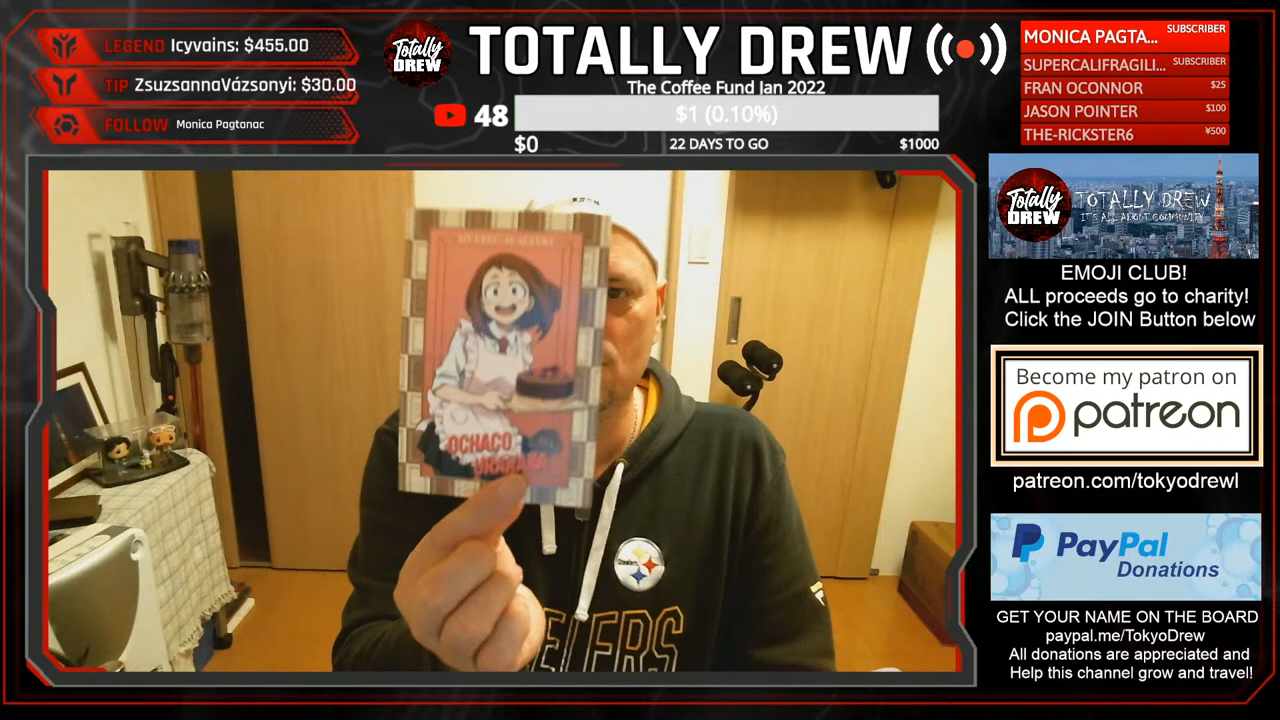 LEGEND Icyvains: $455.00
TIP ZsuzsannaVázsonyi: $30.00
FOLLOW Monica Pagtanac
Totally
DREW
TOTALLY DREW
The Coffee Fund Jan 2022
48
$1 (0.10%)
$0
22 DAYS TO GO
$1000
MONICA PAGTA... SUBSCRIBER
SUPERCALIFRAGILI... SUBSCRIBER
FRAN OCONNOR $25
JASON POINTER $100
THE-RICKSTER6 ¥500
Totally
DREW
TOTALLY DREW
IT'S ALL ABOUT COMMUNITY
EMOJI CLUB!
ALL proceeds go to charity!
Click the JOIN Button below
Become my patron on
patreon
patreon.com/tokyodrewl
PayPal
Donations
GET YOUR NAME ON THE BOARD
paypal.me/TokyoDrew
All donations are appreciated and
Help this channel grow and travel!
OCHACO
URARAKA
Steelers